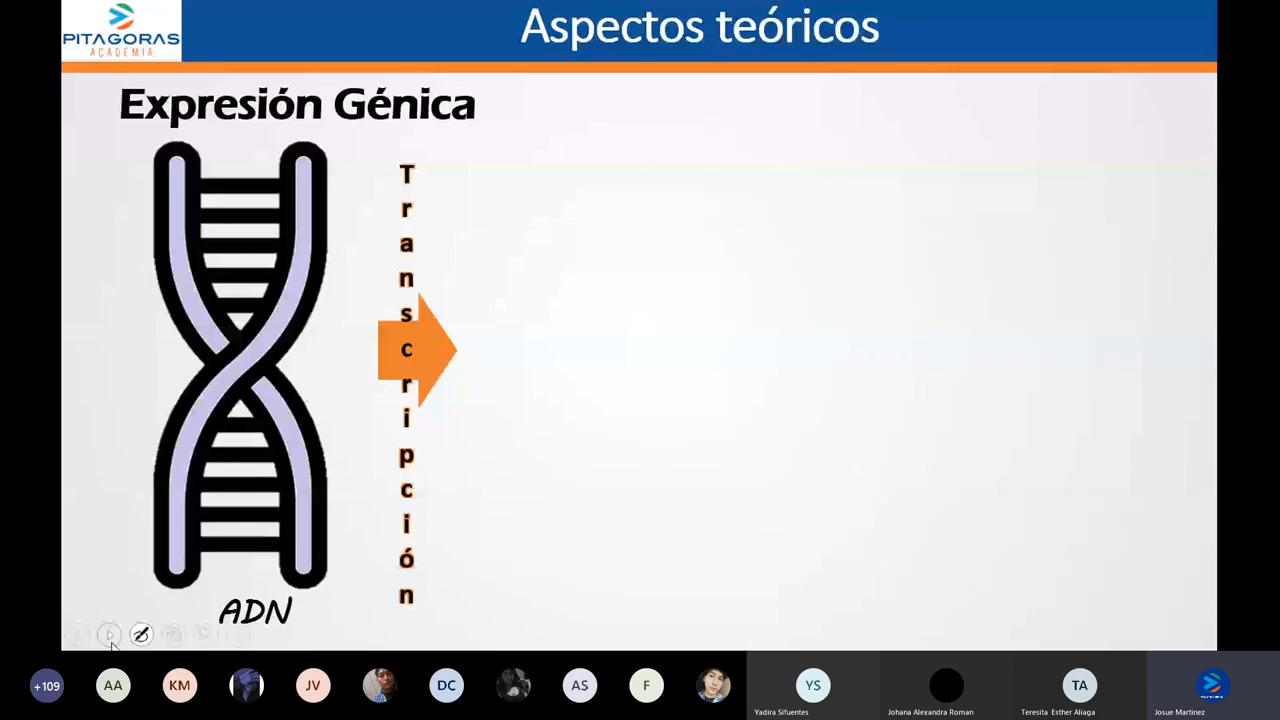 PITAGORAS
ACADEMIA
Aspectos teóricos
Expresión Génica
Transcripción
ADN
+109
AA
KM
JV
DC
AS
F
YS
TA
Yadira Sifuentes
Johana Alexandra Roman
Teresita Esther Aliaga
Josue Martinez